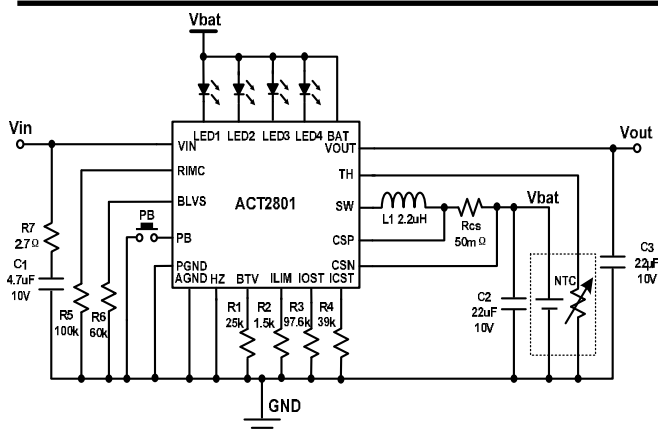 Vbat
LED1 LED2 LED3 LED4 BAT
Vin
VIN
VOUT
Vout
RIMC
TH
BLVS
ACT2801
SW
L1 2.2uH
Rcs
50mΩ
Vbat
PB
PB
CSP
R7
2.7Ω
PGND
CSN
C1
4.7uF
10V
AGND HZ BTV ILIM IOST ICST
NTC
C3
22µF
10V
R5
100k
R6
60k
R1
25k
R2
1.5k
R3
97.6k
R4
39k
C2
22uF
10V
GND